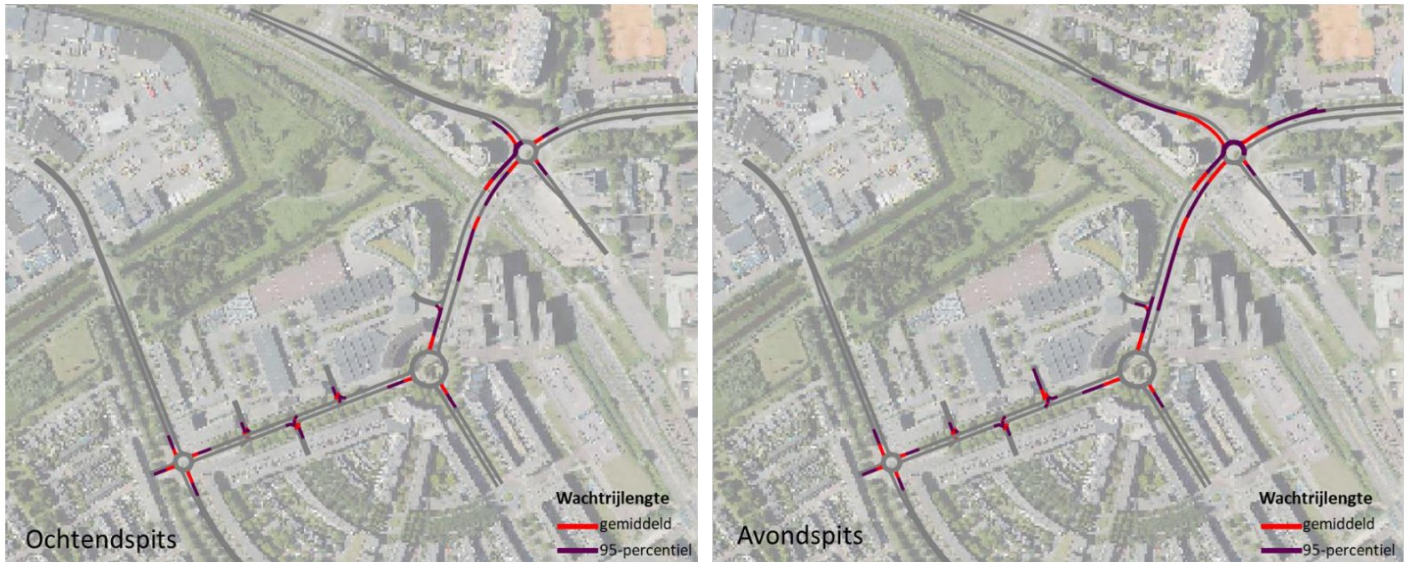 Ochtendspits
Wachtrijlengte
gemiddeld
95-percentiel
Avondspits
Wachtrijlengte
gemiddeld
95-percentiel